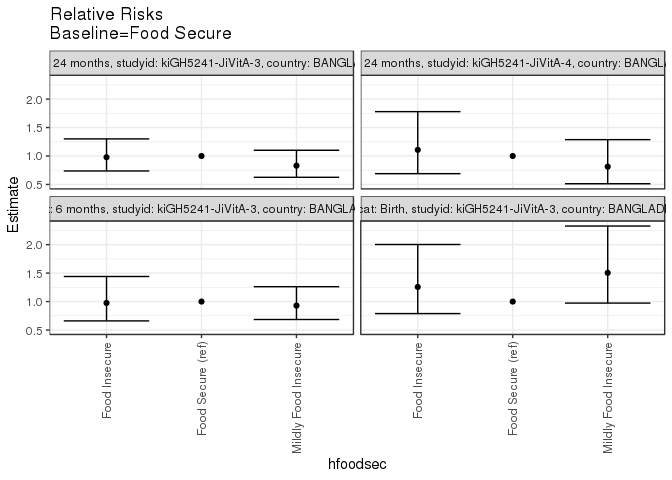 Relative Risks
Baseline=Food Secure
24 months, studyid: kiGH5241-JiVitA-3, country: BANGLA
24 months, studyid: kiGH5241-JiVitA-4, country: BANGLA
2.0
1.5
1.0
0.5
: 6 months, studyid: kiGH5241-JiVitA-3, country: BANGLA
cat: Birth, studyid: kiGH5241-JiVitA-3, country: BANGLADI
2.0
1.5
1.0
0.5
Estimate
Food Insecure
Food Secure (ref)
Mildly Food Insecure
Food Insecure
Food Secure (ref)
Mildly Food Insecure
hfoodsec